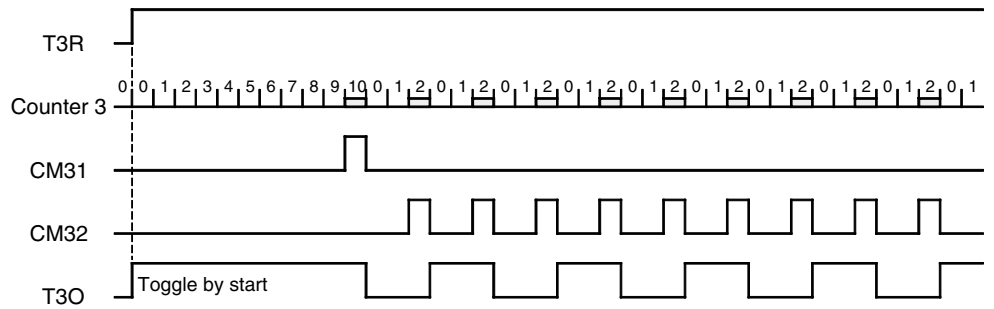 T3R
0 0 1 2 3 4 5 6 7 8 9 10 0 1 2 0 1 2 0 1 2 0 1 2 0 1 2 0 1 2 0 1 2 0 1 2 0 1 2 0 1
Counter 3
CM31
CM32
Toggle by start
T3O